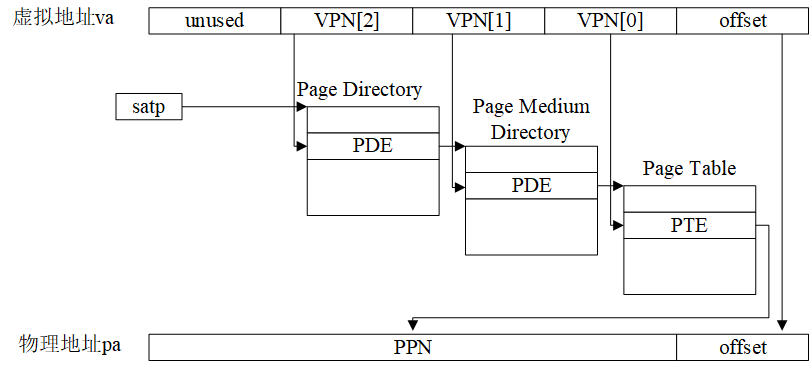 虚拟地址va
unused VPN[2] VPN[1] VPN[0] offset
Page Directory
satp
PDE
Page Medium
Directory
PDE
Page Table
PTE
物理地址pa
PPN offset